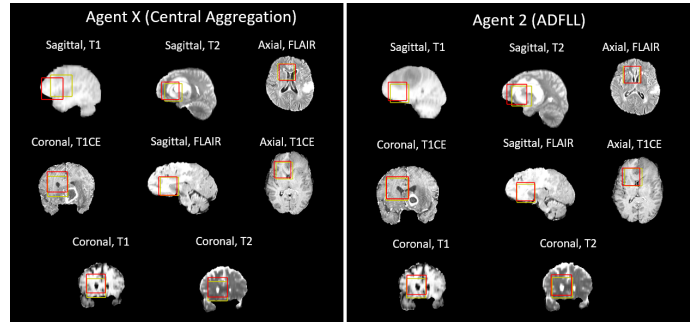 Agent X (Central Aggregation)
Sagittal, T1
Sagittal, T2
Axial, FLAIR
Coronal, T1CE
Sagittal, FLAIR
Axial, T1CE
Coronal, T1
Coronal, T2
Agent 2 (ADFLL)
Sagittal, T1
Sagittal, T2
Axial, FLAIR
Coronal, T1CE
Sagittal, FLAIR
Axial, T1CE
Coronal, T1
Coronal, T2